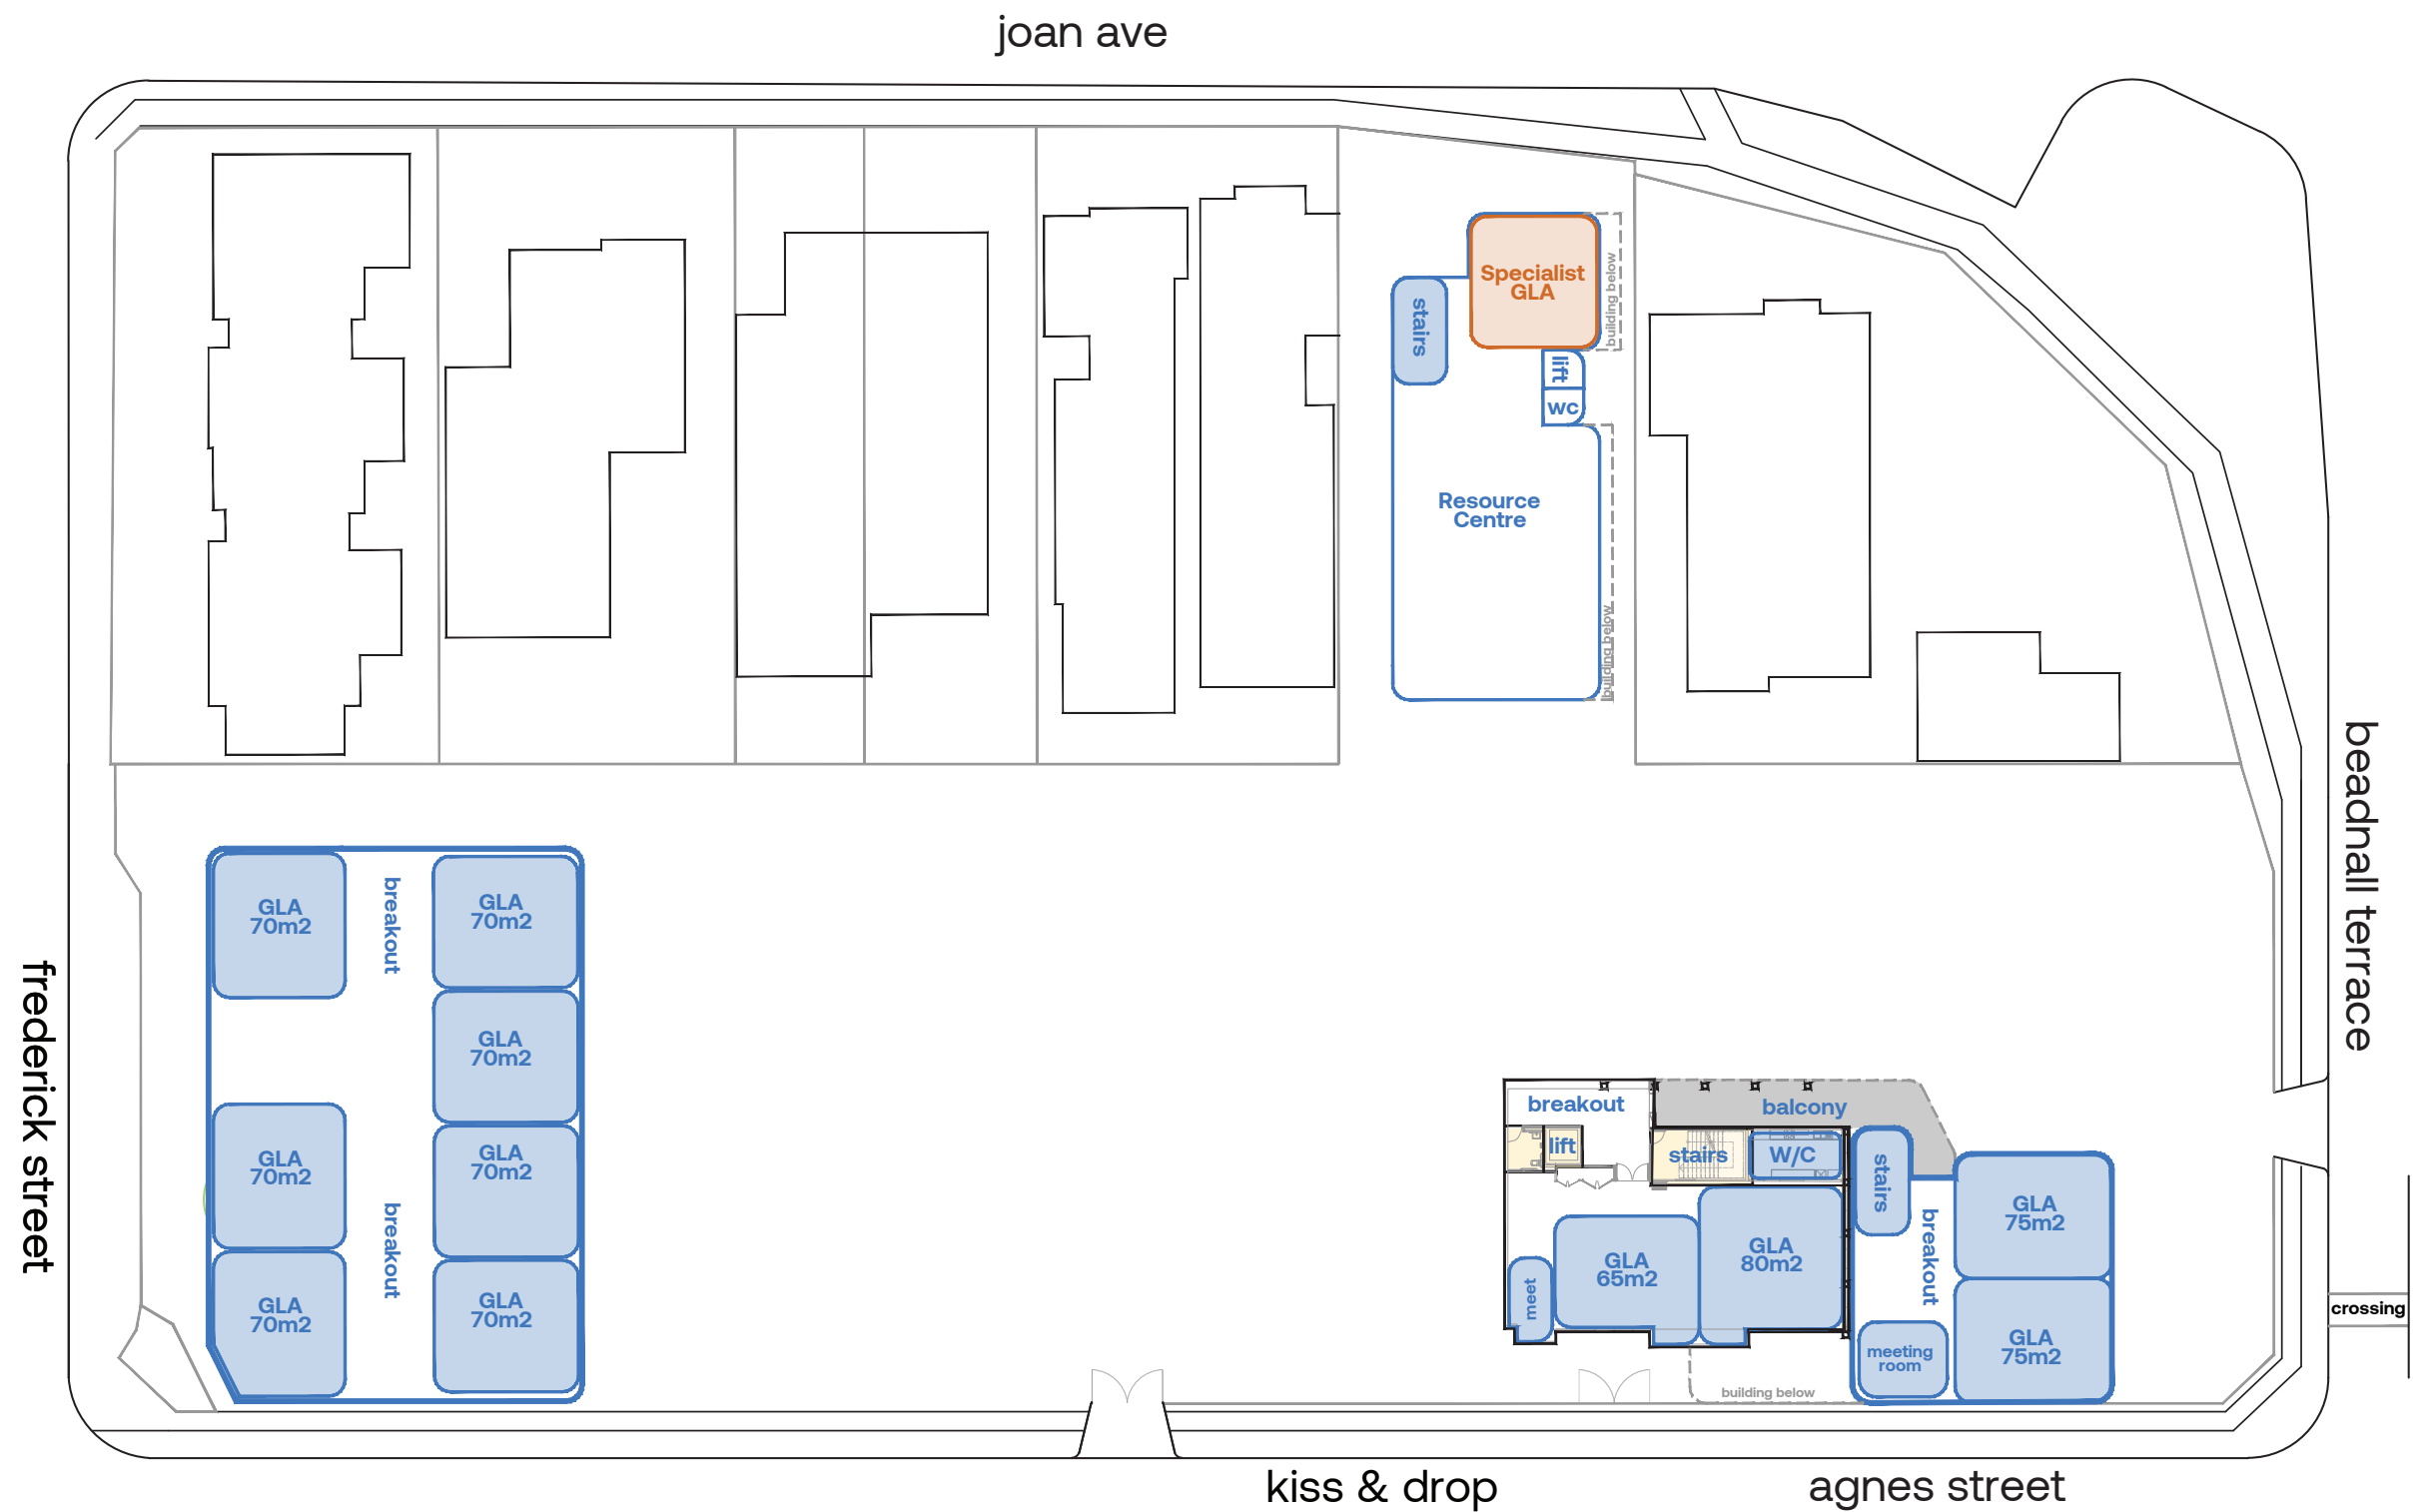 joan ave
Specialist
GLA
building below
stairs
lift
wc
Resource
Centre
building below
beadnall terrace
frederick street
GLA
70m2
breakout
GLA
70m2
GLA
70m2
GLA
70m2
GLA
70m2
breakout
GLA
70m2
GLA
70m2
breakout
balcony
lift
stairs
W/C
stairs
breakout
GLA
75m2
GLA
65m2
GLA
80m2
meet
meeting
room
GLA
75m2
building below
crossing
kiss & drop
agnes street